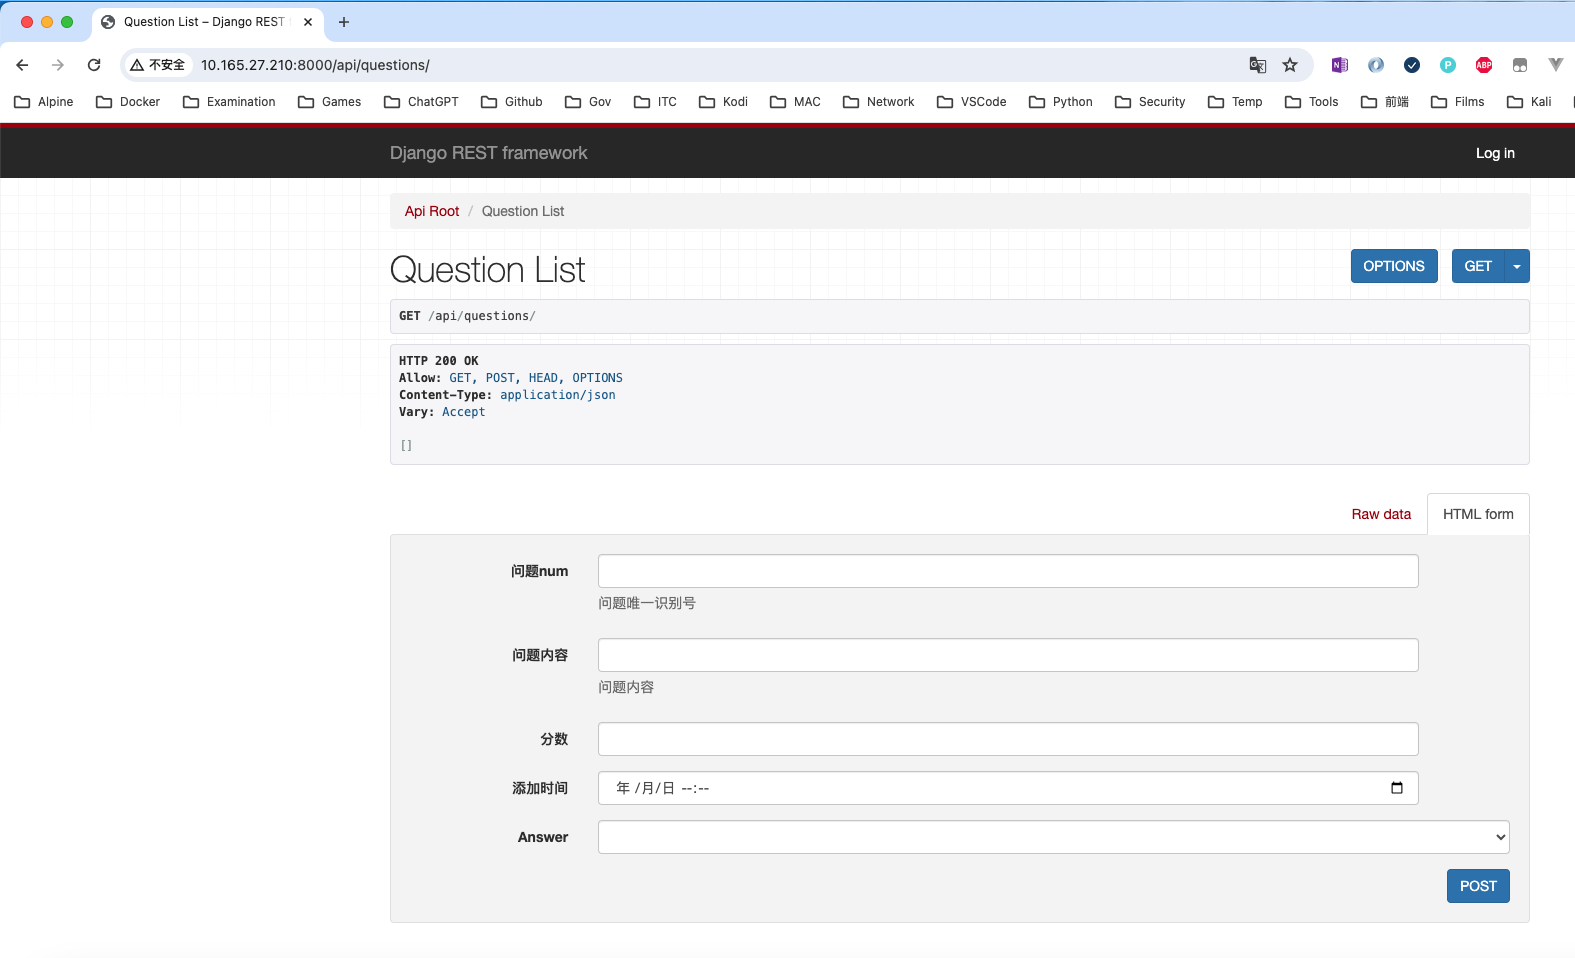 Question List – Django REST
不安全 10.165.27.210:8000/api/questions/
Alpine Docker Examination Games ChatGPT Github Gov ITC Kodi MAC Network VSCode Python Security Temp Tools 前端 Films Kali
Django REST framework Log in
Api Root / Question List
Question List OPTIONS GET
GET /api/questions/
HTTP 200 OK
Allow: GET, POST, HEAD, OPTIONS
Content-Type: application/json
Vary: Accept
[]
Raw data HTML form
问题num
问题唯一识别号
问题内容
问题内容
分数
添加时间 年 /月/日 --:--
Answer
POST